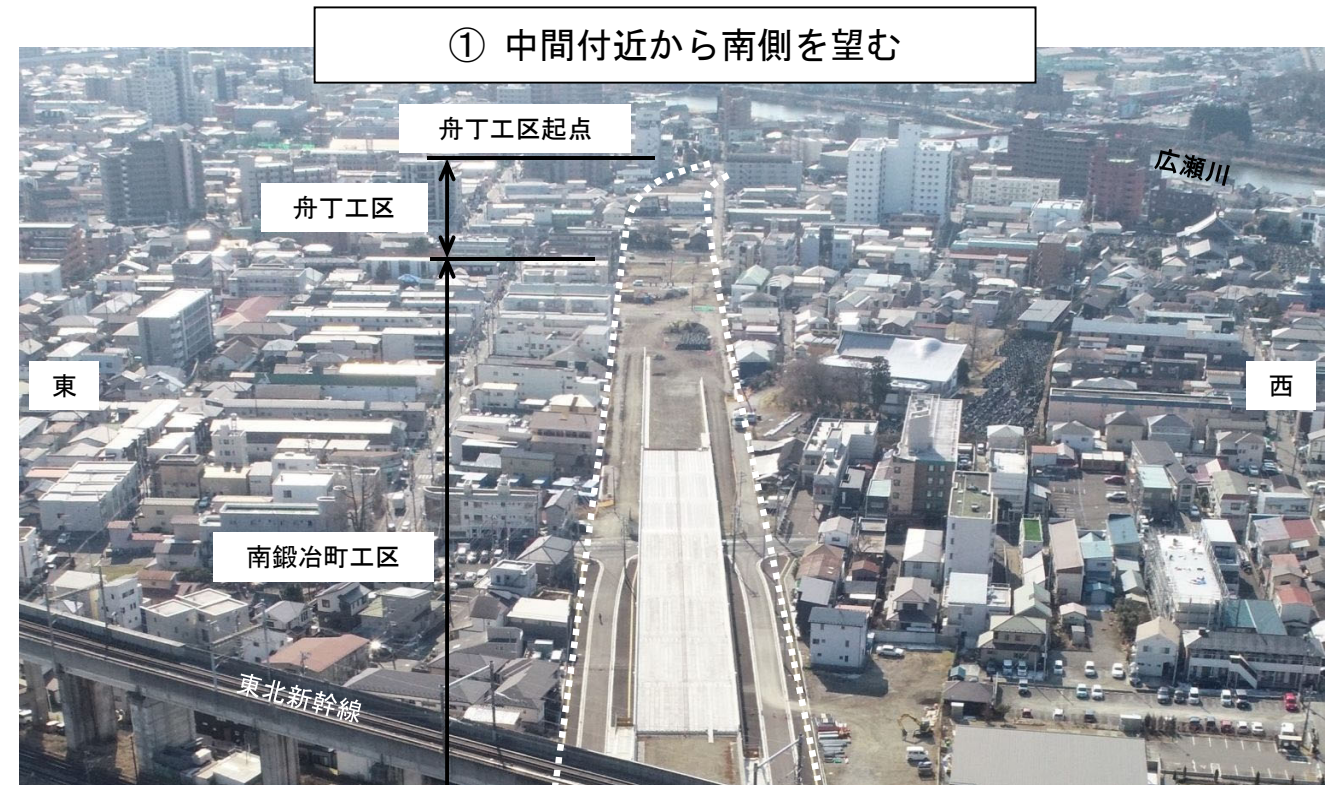 ① 中間付近から南側を望む
舟丁工区起点
広瀬川
舟丁工区
東
西
南鍛冶町工区
東北新幹線